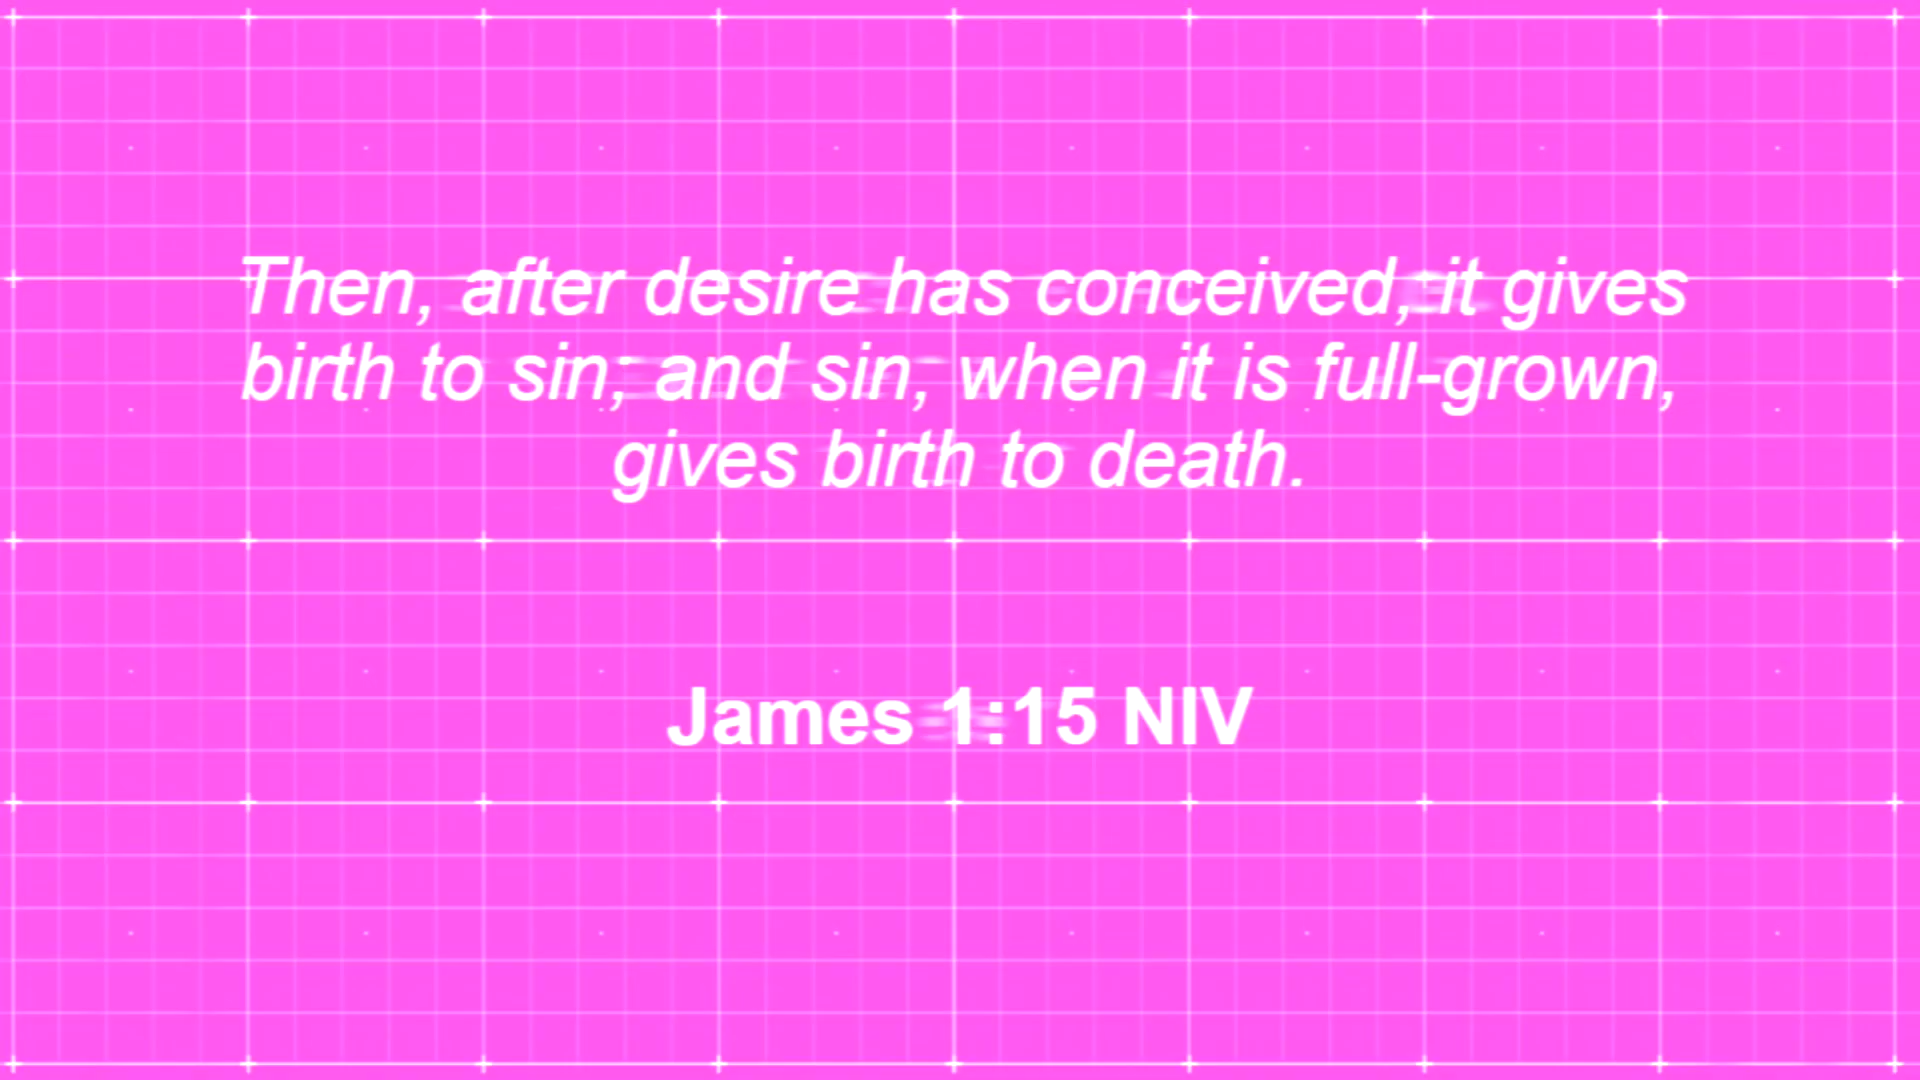 Then, after desire has conceived, it gives
birth to sin; and sin, when it is full-grown,
gives birth to death.
James 1:15 NIV